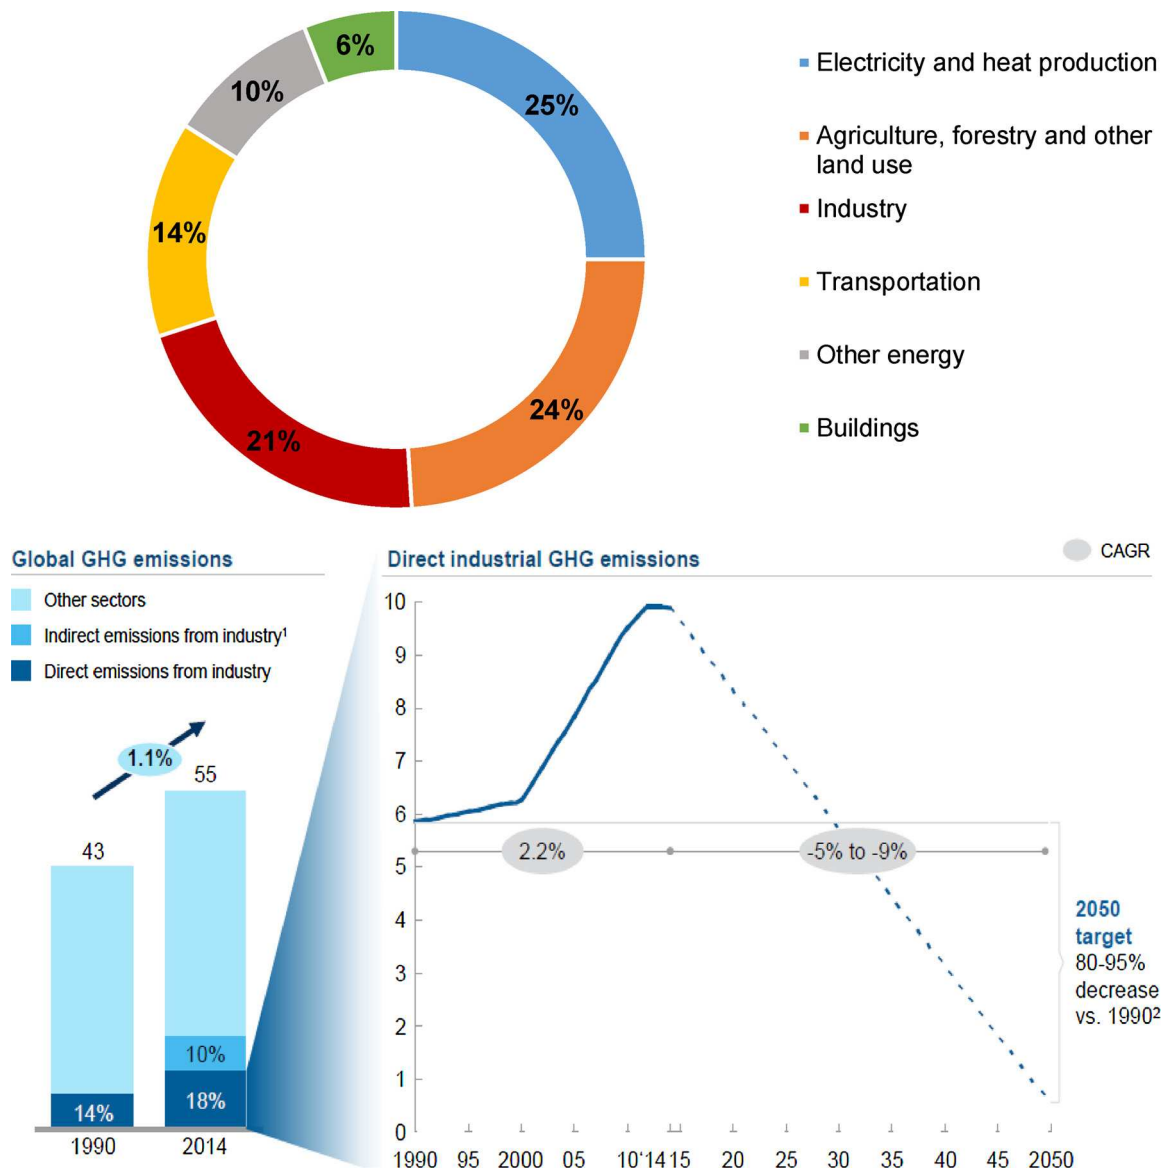 6%
10%
25%
14%
24%
21%
Electricity and heat production
Agriculture, forestry and other
land use
Industry
Transportation
Other energy
Buildings
Global GHG emissions
Other sectors
Indirect emissions from industry¹
Direct emissions from industry
1.1%
55
43
10%
18%
14%
1990 2014
Direct industrial GHG emissions
CAGR
10
9
8
7
6
5
4
3
2
1
0
2.2%
-5% to -9%
2050
target
80-95%
decrease
vs. 1990²
1990 95 2000 05 10'14 15 20 25 30 35 40 45 2050